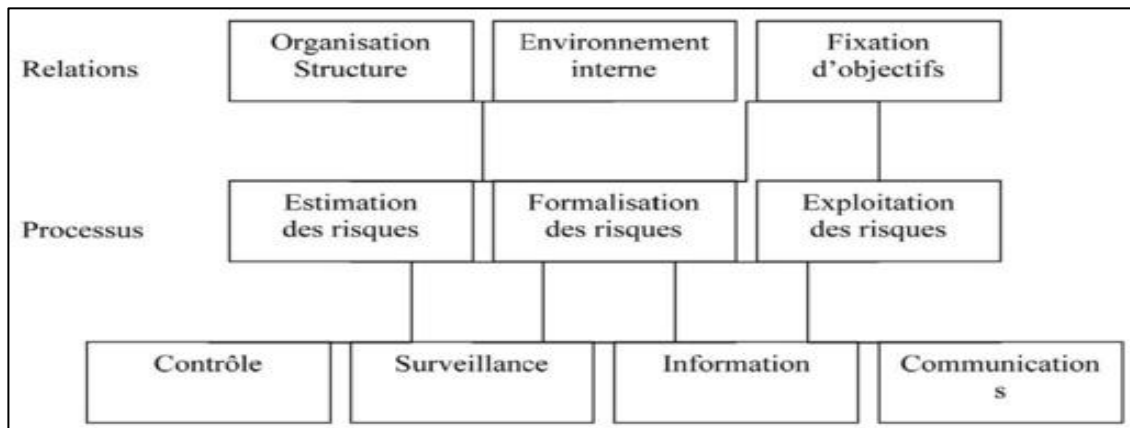 Relations
Organisation
Structure
Environnement
interne
Fixation
d'objectifs
Processus
Estimation
des risques
Formalisation
des risques
Exploitation
des risques
Contrôle
Surveillance
Information
Communication
s